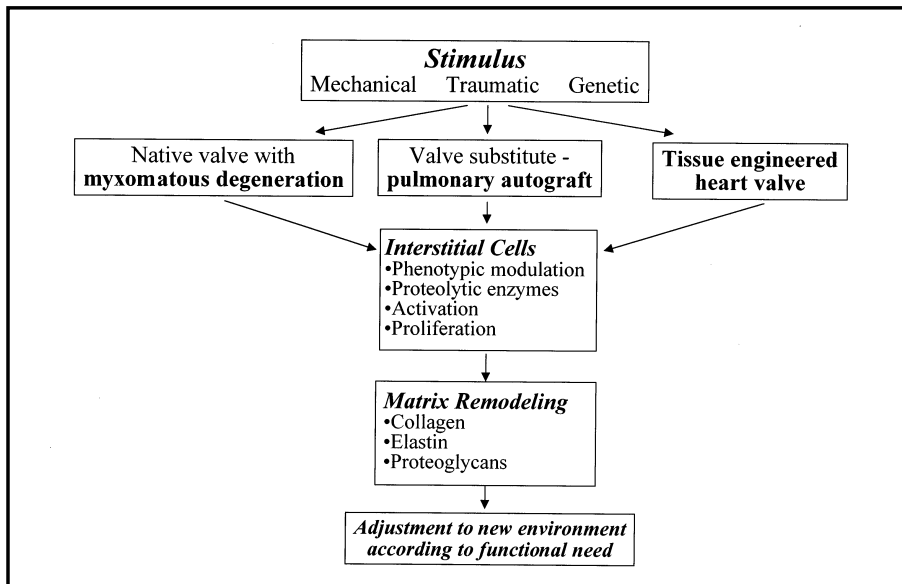 Stimulus
Mechanical Traumatic Genetic
Native valve with
myxomatous degeneration
Valve substitute -
pulmonary autograft
Tissue engineered
heart valve
Interstitial Cells
•Phenotypic modulation
•Proteolytic enzymes
•Activation
•Proliferation
Matrix Remodeling
•Collagen
•Elastin
•Proteoglycans
Adjustment to new environment
according to functional need